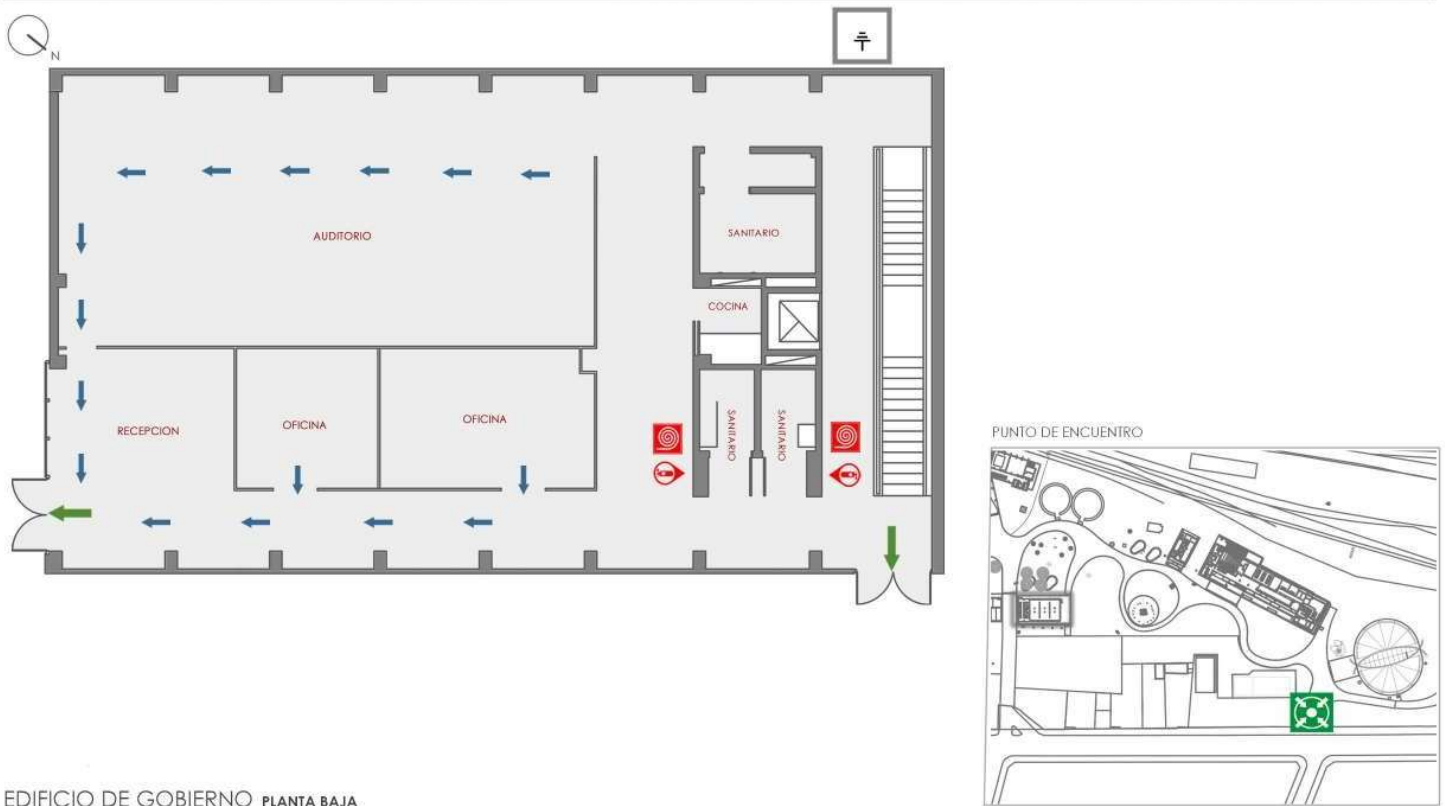 N
AUDITORIO
SANITARIO
COCINA
RECEPCION
OFICINA
OFICINA
SANITARIO
SANITARIO
PUNTO DE ENCUENTRO
EDIFICIO DE GOBIERNO PLANTA BAJA